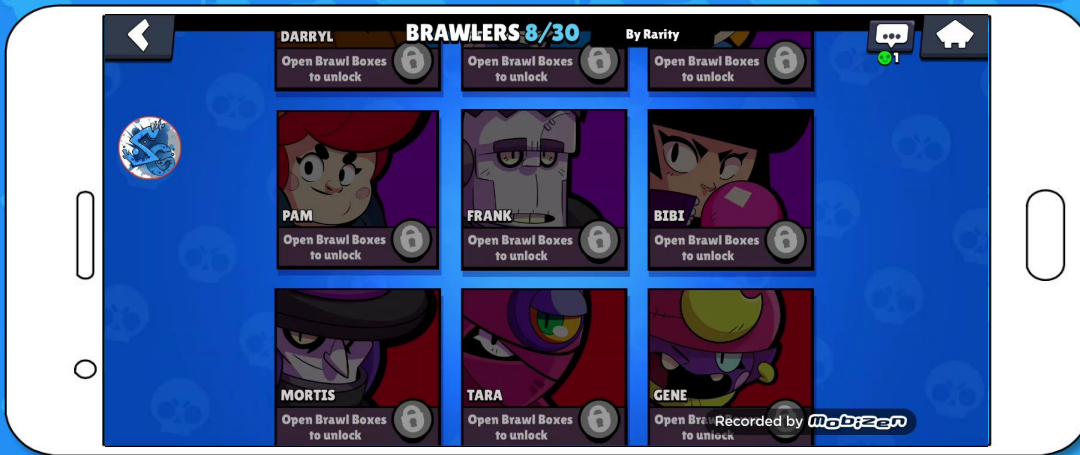 BRAWLERS 8/30
By Rarity
1
DARRYL
Open Brawl Boxes
to unlock
Open Brawl Boxes
to unlock
Open Brawl Boxes
to unlock
PAM
Open Brawl Boxes
to unlock
FRANK
Open Brawl Boxes
to unlock
BIBI
Open Brawl Boxes
to unlock
MORTIS
Open Brawl Boxes
to unlock
TARA
Open Brawl Boxes
to unlock
GENE
Open Bra
to unlock
Recorded by mobizen